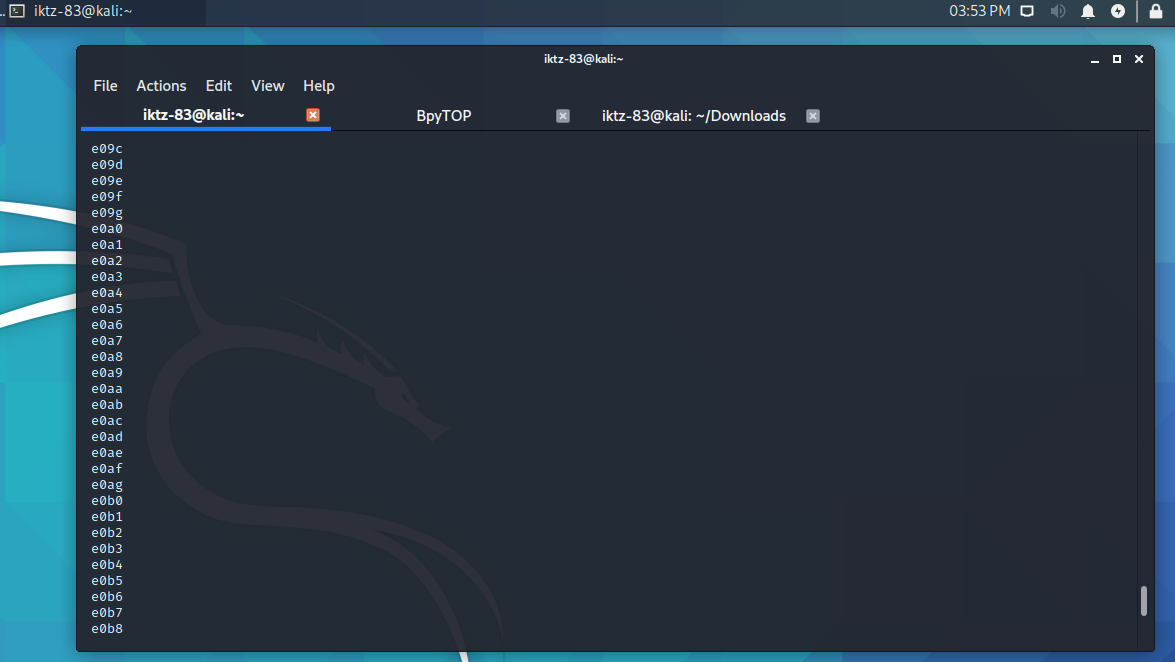 iktz-83@kali:~
03:53 PM
iktz-83@kali:~
File Actions Edit View Help
iktz-83@kali:~ BpyTOP iktz-83@kali: ~/Downloads
e09c
e09d
e09e
e09f
e09g
e0a0
e0a1
e0a2
e0a3
e0a4
e0a5
e0a6
e0a7
e0a8
e0a9
e0aa
e0ab
e0ac
e0ad
e0ae
e0af
e0ag
e0b0
e0b1
e0b2
e0b3
e0b4
e0b5
e0b6
e0b7
e0b8